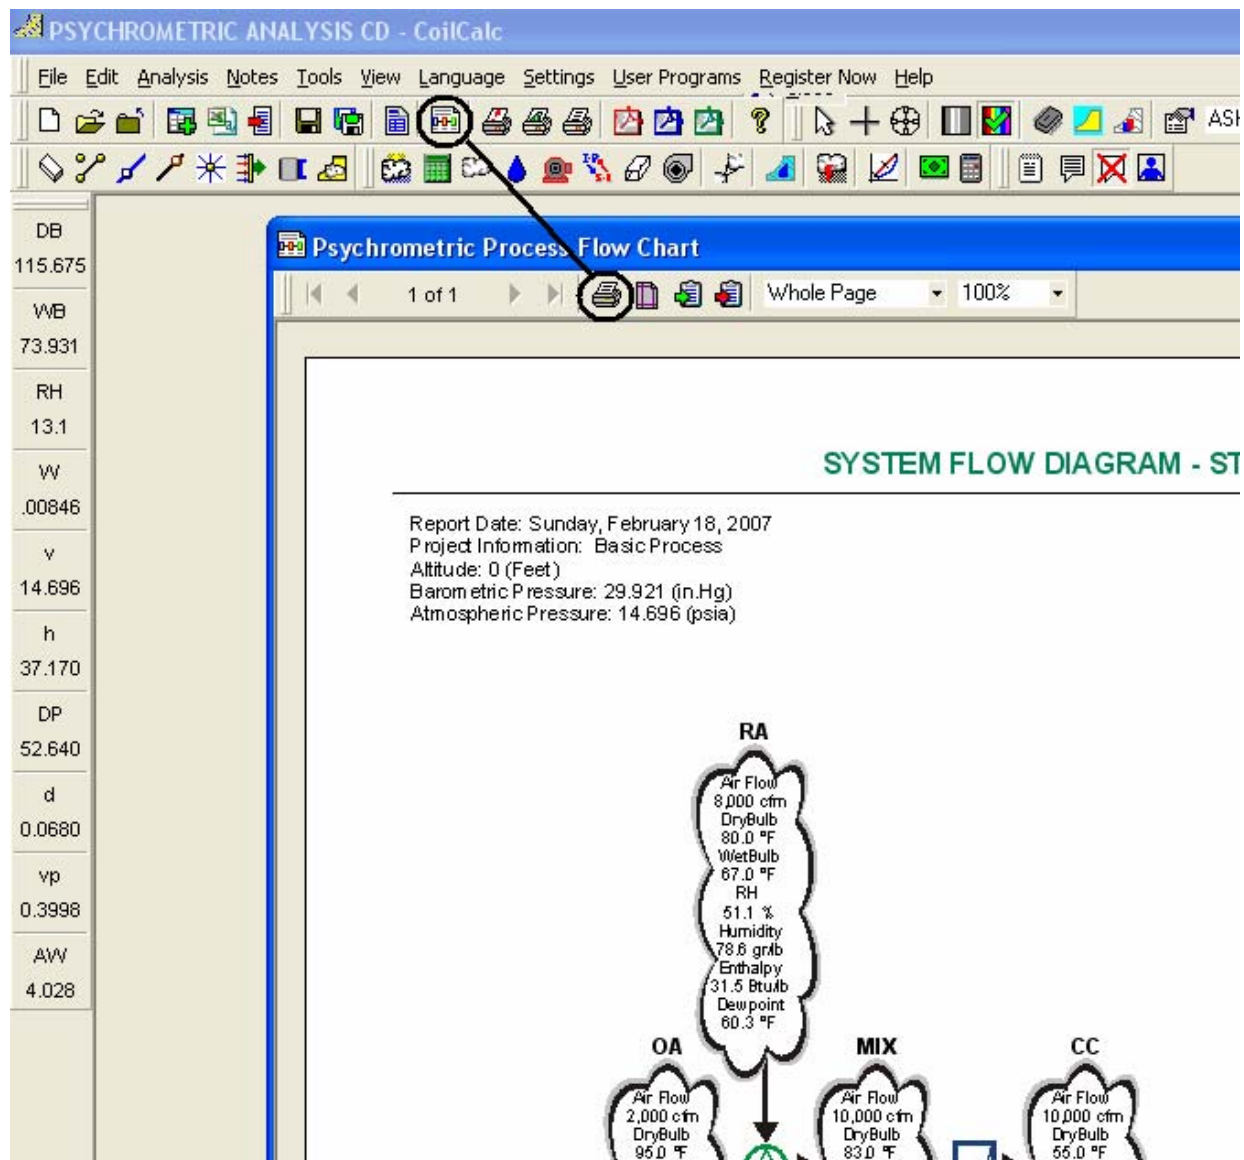 PSYCHROMETRIC ANALYSIS CD - CoilCalc
File Edit Analysis Notes Tools View Language Settings User Programs Register Now Help
DB
115.675
WB
73.931
RH
13.1
W
.00846
v
14.696
h
37.170
DP
52.640
d
0.0680
vp
0.3998
AW
4.028
Psychrometric Process Flow Chart
1 of 1 Whole Page 100%
SYSTEM FLOW DIAGRAM - ST
Report Date: Sunday, February 18, 2007
Project Information: Basic Process
Altitude: 0 (Feet)
Barometric Pressure: 29.921 (in.Hg)
Atmospheric Pressure: 14.696 (psia)
RA
Air Flow
8,000 cfm
DryBulb
80.0 °F
WetBulb
67.0 °F
RH
51.1 %
Humidity
78.6 gr/lb
Enthalpy
31.5 Btu/lb
Dewpoint
60.3 °F
OA
Air Flow
2,000 cfm
DryBulb
95.0 °F
MIX
Air Flow
10,000 cfm
DryBulb
83.0 °F
CC
Air Flow
10,000 cfm
DryBulb
55.0 °F